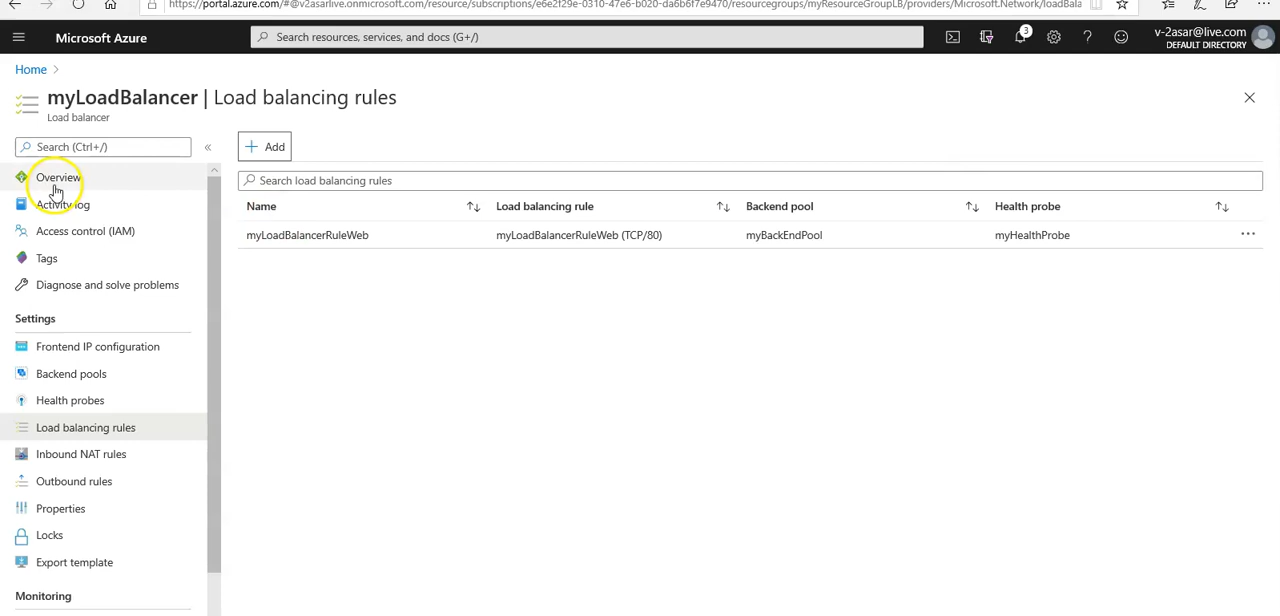 https://portal.azure.com/#@v2asarlive.onmicrosoft.com/resource/subscriptions/e6e2f29e-0310-47e6-b020-da6b6f7e9470/resourcegroups/myResourceGroupLB/providers/Microsoft.Network/loadBala
Microsoft Azure
Search resources, services, and docs (G+/)
3
v-2asar@live.com
DEFAULT DIRECTORY
Home
myLoadBalancer | Load balancing rules
Load balancer
Search (Ctrl+/)
Add
Overview
Search load balancing rules
Activity log
Name
Load balancing rule
Backend pool
Health probe
Access control (IAM)
myLoadBalancerRuleWeb
myLoadBalancerRuleWeb (TCP/80)
myBackEndPool
myHealthProbe
Tags
Diagnose and solve problems
Settings
Frontend IP configuration
Backend pools
Health probes
Load balancing rules
Inbound NAT rules
Outbound rules
Properties
Locks
Export template
Monitoring